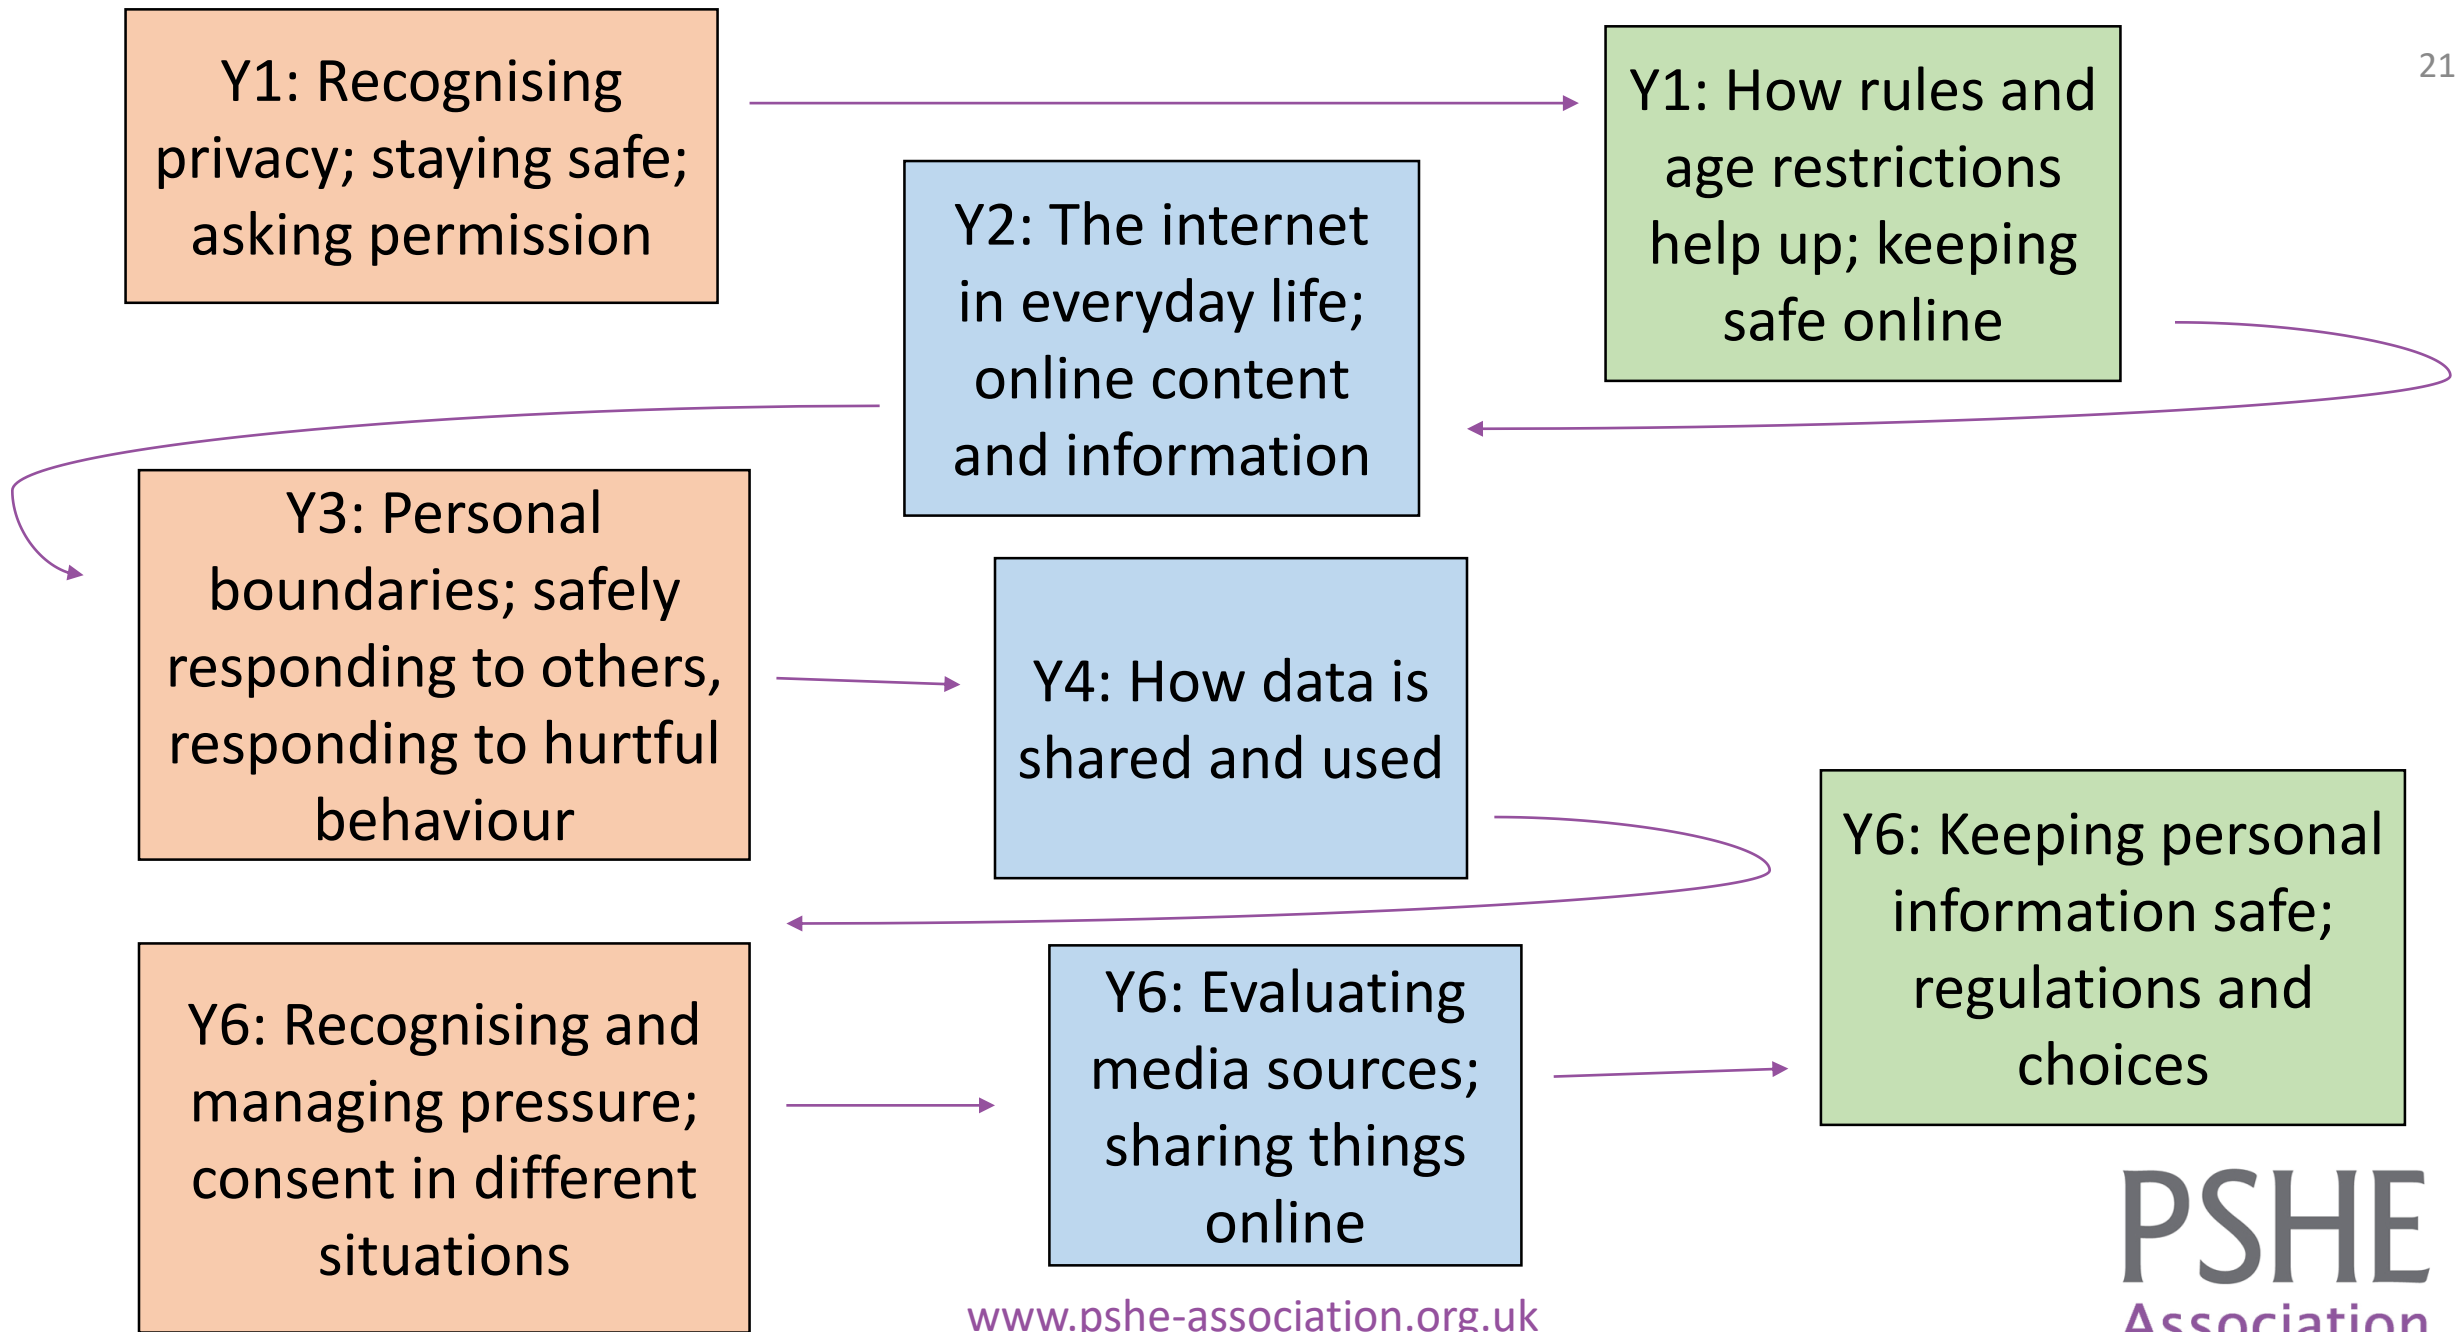 Y1: Recognising
privacy; staying safe;
asking permission
Y1: How rules and
age restrictions
help up; keeping
safe online
21
Y2: The internet
in everyday life;
online content
and information
Y3: Personal
boundaries; safely
responding to others,
responding to hurtful
behaviour
Y4: How data is
shared and used
Y6: Recognising and
managing pressure;
consent in different
situations
Y6: Evaluating
media sources;
sharing things
online
Y6: Keeping personal
information safe;
regulations and
choices
www.pshe-association.org.uk
PSHE
Association